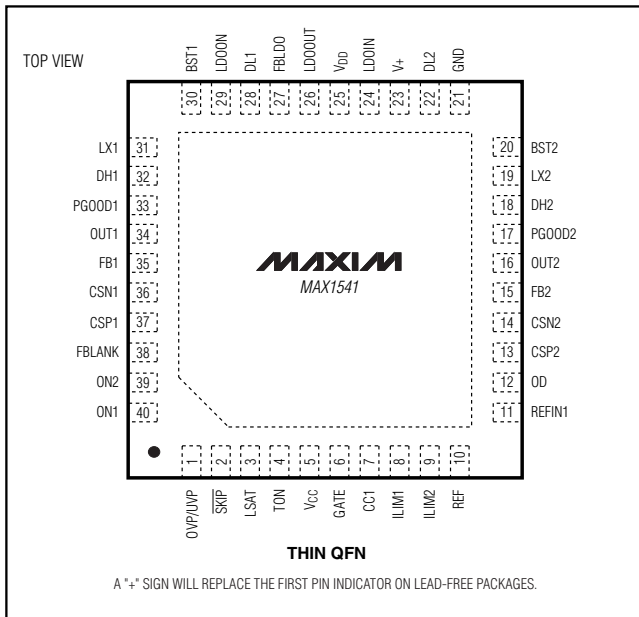 TOP VIEW
BST1
LDOON
DL1
FBLDO
LDOOUT
VDD
LDOIN
V+
DL2
GND
30
29
28
27
26
25
24
23
22
21
LX1 31
DH1 32
PGOOD1 33
OUT1 34
FB1 35
CSN1 36
CSP1 37
FBLANK 38
ON2 39
ON1 40
MAXIM
MAX1541
20 BST2
19 LX2
18 DH2
17 PGOOD2
16 OUT2
15 FB2
14 CSN2
13 CSP2
12 OD
11 REFIN1
1
2
3
4
5
6
7
8
9
10
OVP/UVP
SKIP
LSAT
TON
VCC
GATE
CC1
ILIM1
ILIM2
REF
THIN QFN
A "+" SIGN WILL REPLACE THE FIRST PIN INDICATOR ON LEAD-FREE PACKAGES.